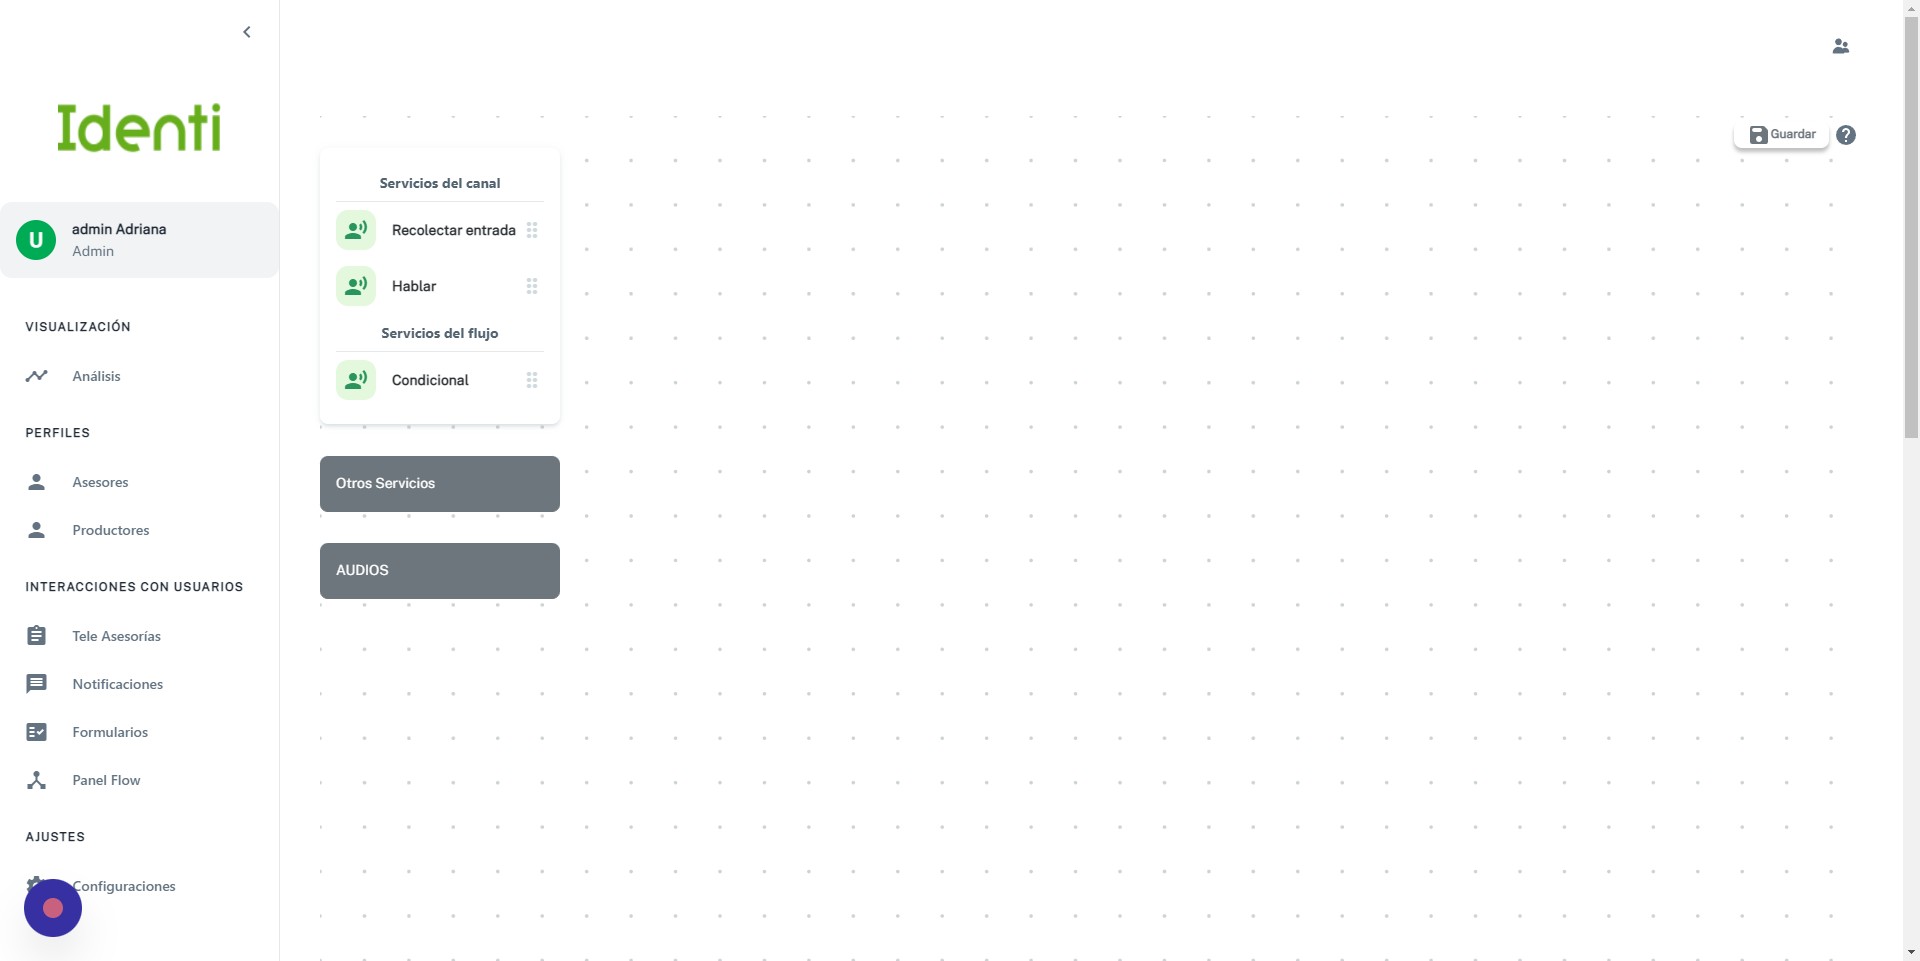 Identi
U
admin Adriana
Admin
VISUALIZACIÓN
Análisis
PERFILES
Asesores
Productores
INTERACCIONES CON USUARIOS
Tele Asesorías
Notificaciones
Formularios
Panel Flow
AJUSTES
Configuraciones
Guardar
?
Servicios del canal
Recolectar entrada
Hablar
Servicios del flujo
Condicional
Otros Servicios
AUDIOS